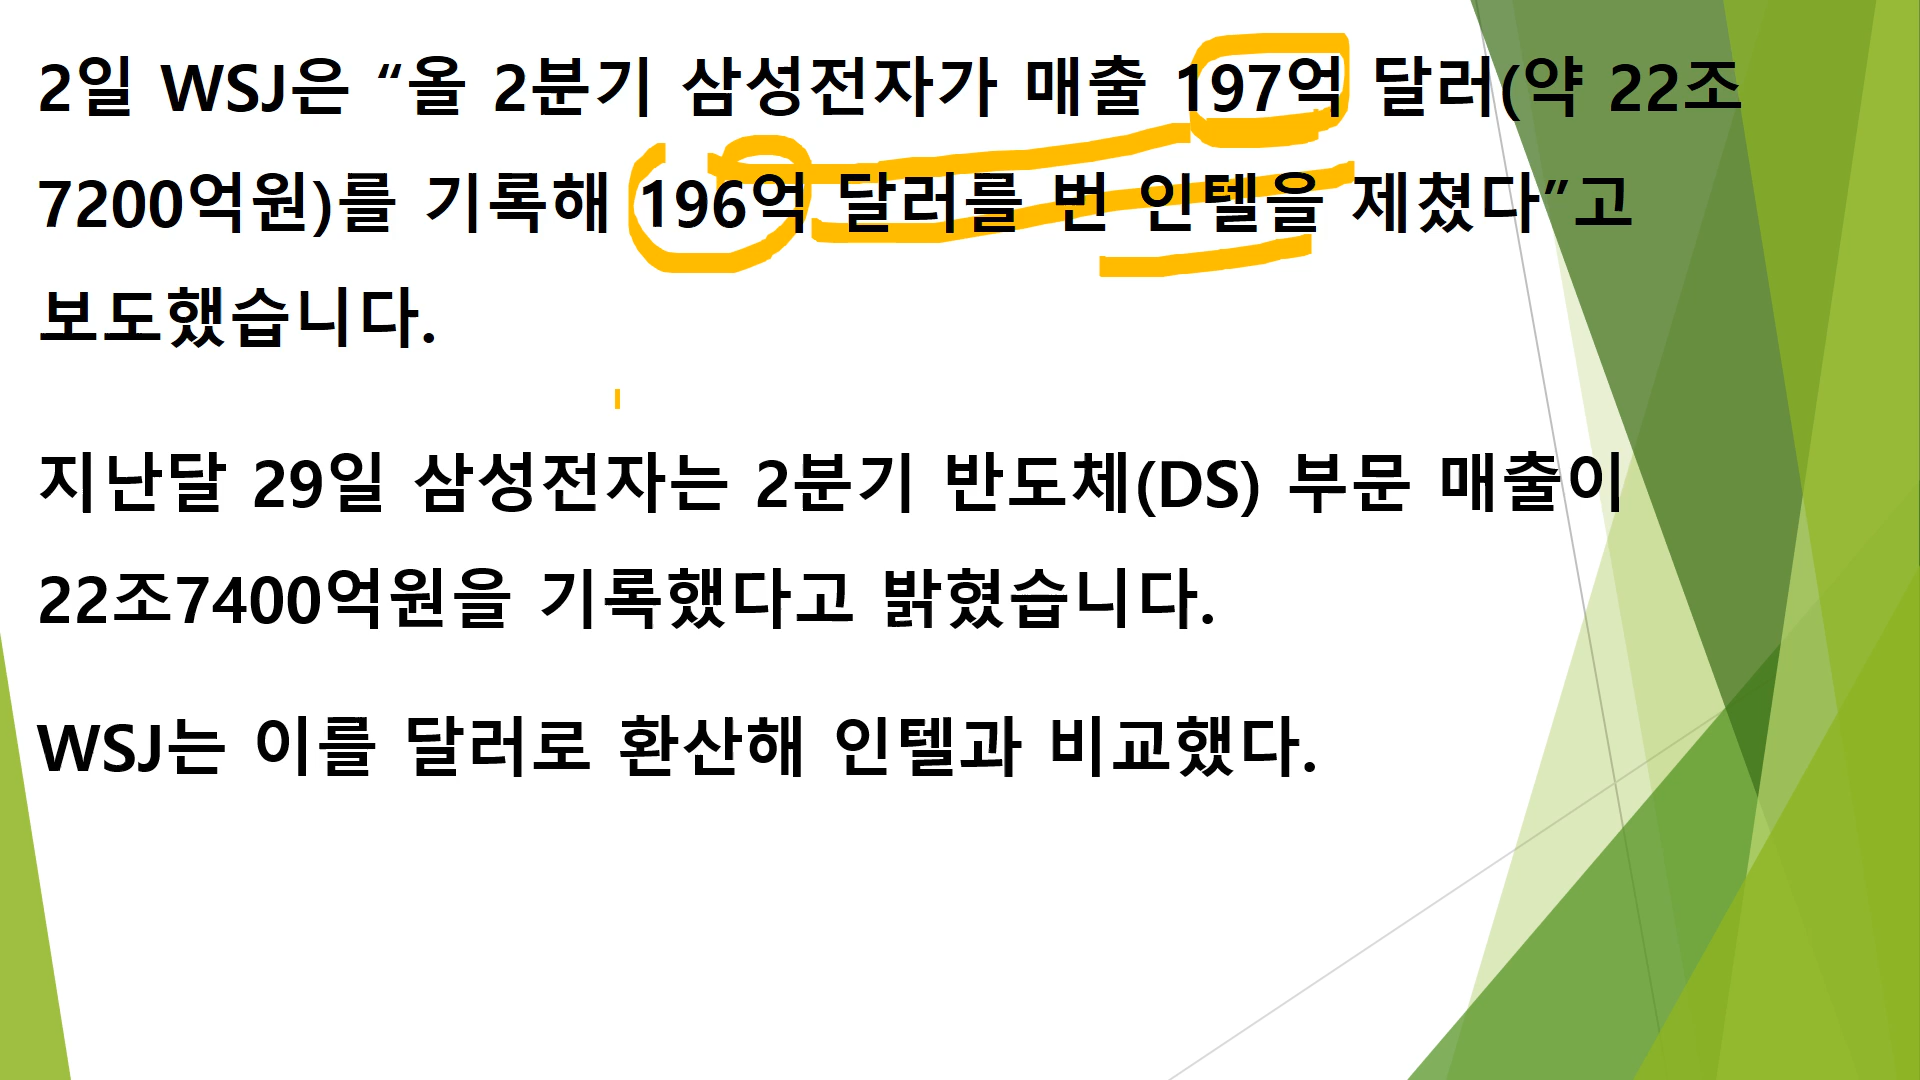 2일 WSJ은 “올 2분기 삼성전자가 매출 197억 달러(약 22조
7200억원)를 기록해 196억 달러를 번 인텔을 제쳤다”고
보도했습니다.
지난달 29일 삼성전자는 2분기 반도체(DS) 부문 매출이
22조7400억원을 기록했다고 밝혔습니다.
WSJ는 이를 달러로 환산해 인텔과 비교했다.